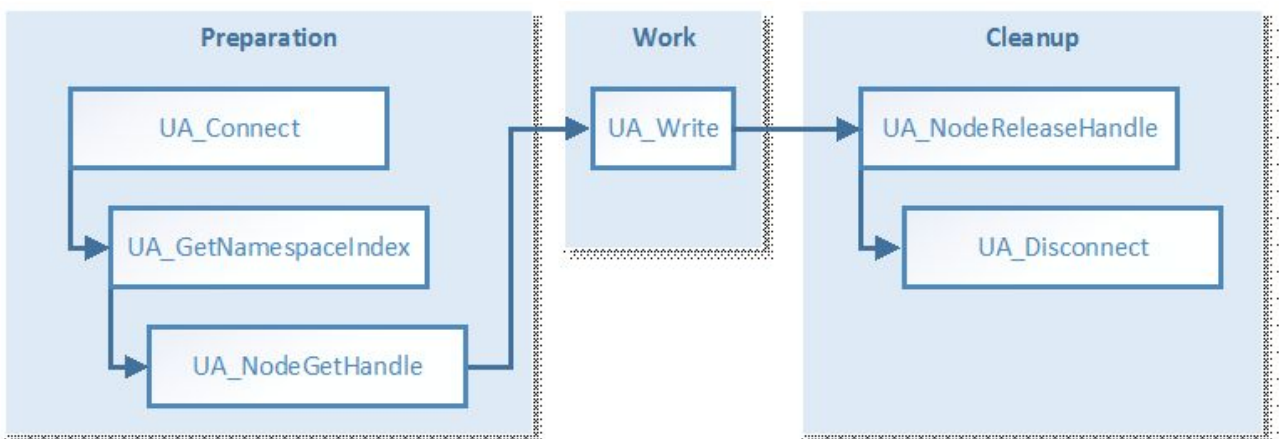 Preparation
UA_Connect
UA_GetNamespaceIndex
UA_NodeGetHandle
Work
UA_Write
Cleanup
UA_NodeReleaseHandle
UA_Disconnect